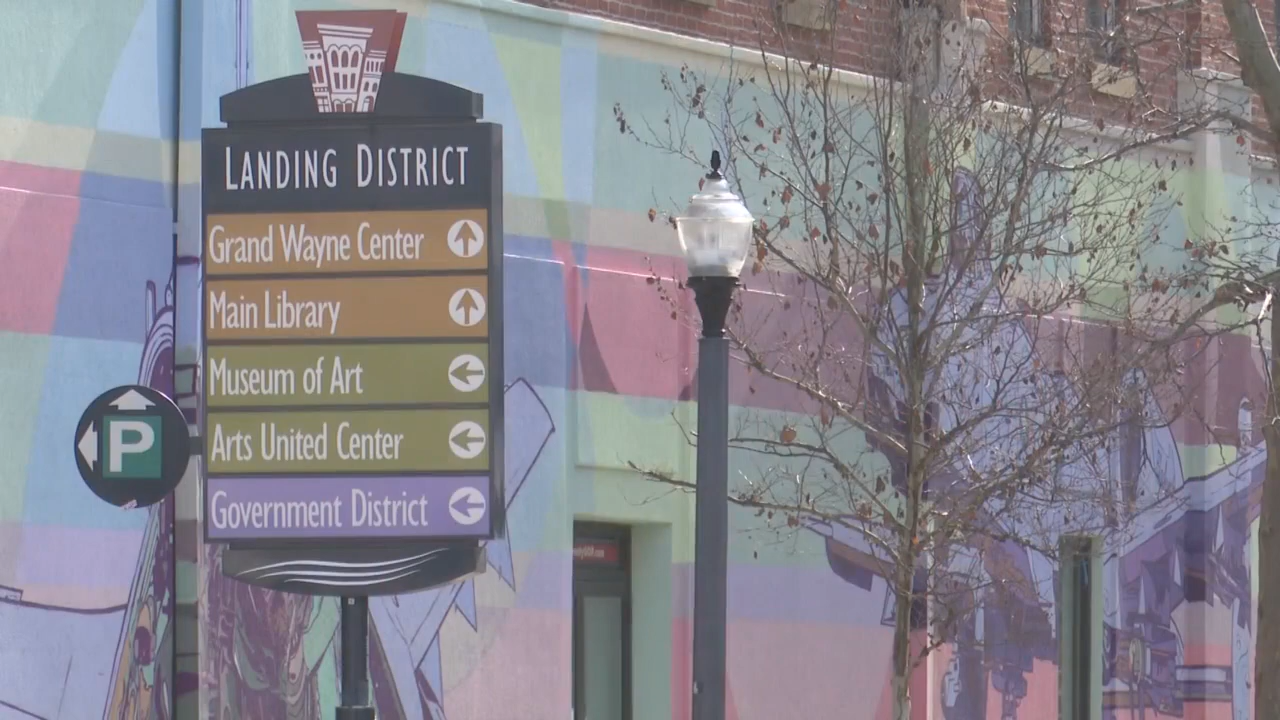 LANDING DISTRICT
Grand Wayne Center
Main Library
Museum of Art
Arts United Center
Government District
P